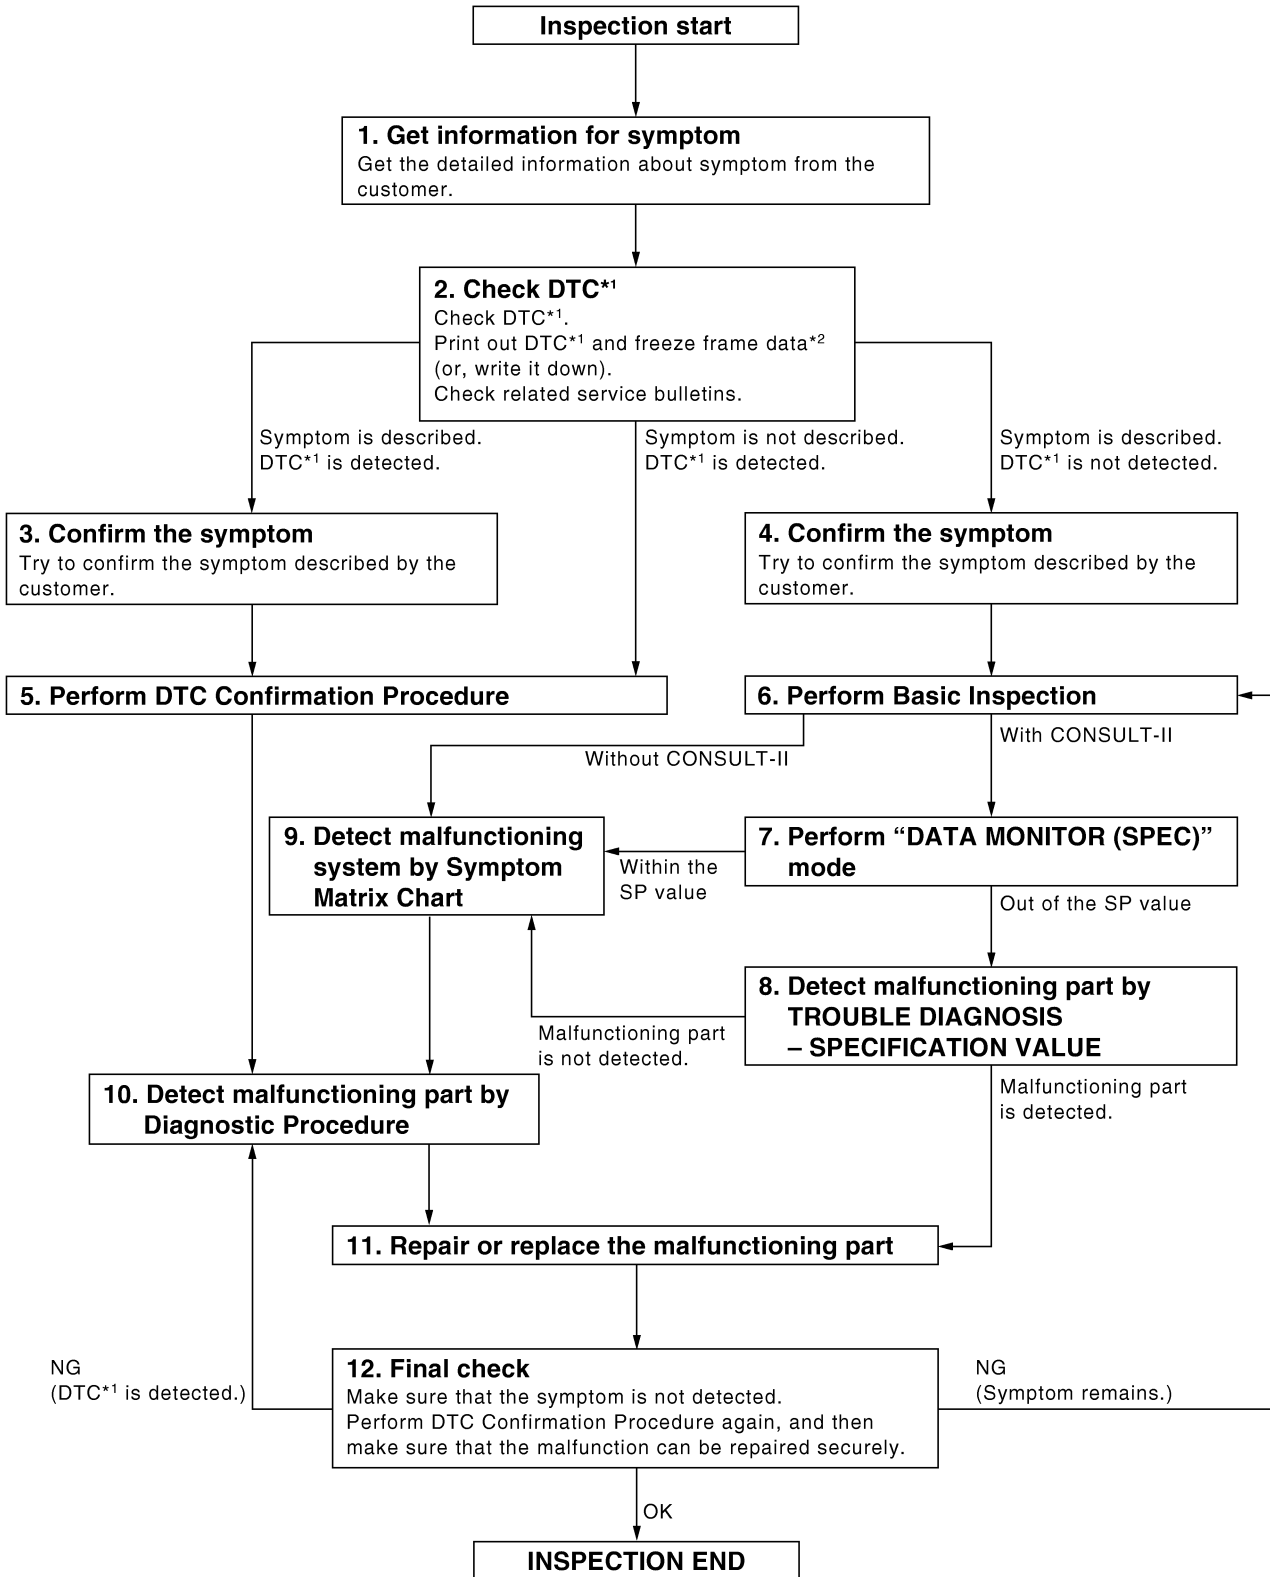 Inspection start
1. Get information for symptom
Get the detailed information about symptom from the
customer.
2. Check DTC*1
Check DTC*1.
Print out DTC*1 and freeze frame data*2
(or, write it down).
Check related service bulletins.
Symptom is described.
DTC*1 is detected.
Symptom is not described.
DTC*1 is detected.
Symptom is described.
DTC*1 is not detected.
3. Confirm the symptom
Try to confirm the symptom described by the
customer.
4. Confirm the symptom
Try to confirm the symptom described by the
customer.
5. Perform DTC Confirmation Procedure
6. Perform Basic Inspection
With CONSULT-II
Without CONSULT-II
9. Detect malfunctioning
system by Symptom
Matrix Chart
Within the
SP value
7. Perform “DATA MONITOR (SPEC)”
mode
Out of the SP value
8. Detect malfunctioning part by
TROUBLE DIAGNOSIS
– SPECIFICATION VALUE
Malfunctioning part
is not detected.
Malfunctioning part
is detected.
10. Detect malfunctioning part by
Diagnostic Procedure
11. Repair or replace the malfunctioning part
NG
(DTC*1 is detected.)
12. Final check
Make sure that the symptom is not detected.
Perform DTC Confirmation Procedure again, and then
make sure that the malfunction can be repaired securely.
NG
(Symptom remains.)
OK
INSPECTION END